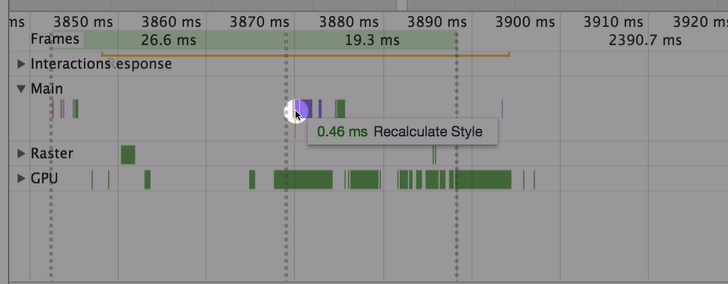 ms 3850 ms 3860 ms 3870 ms 3880 ms 3890 ms 3900 ms 3910 ms 3920 m
Frames 26.6 ms 19.3 ms 2390.7 ms
Interactions esponse
Main
0.46 ms Recalculate Style
Raster
GPU